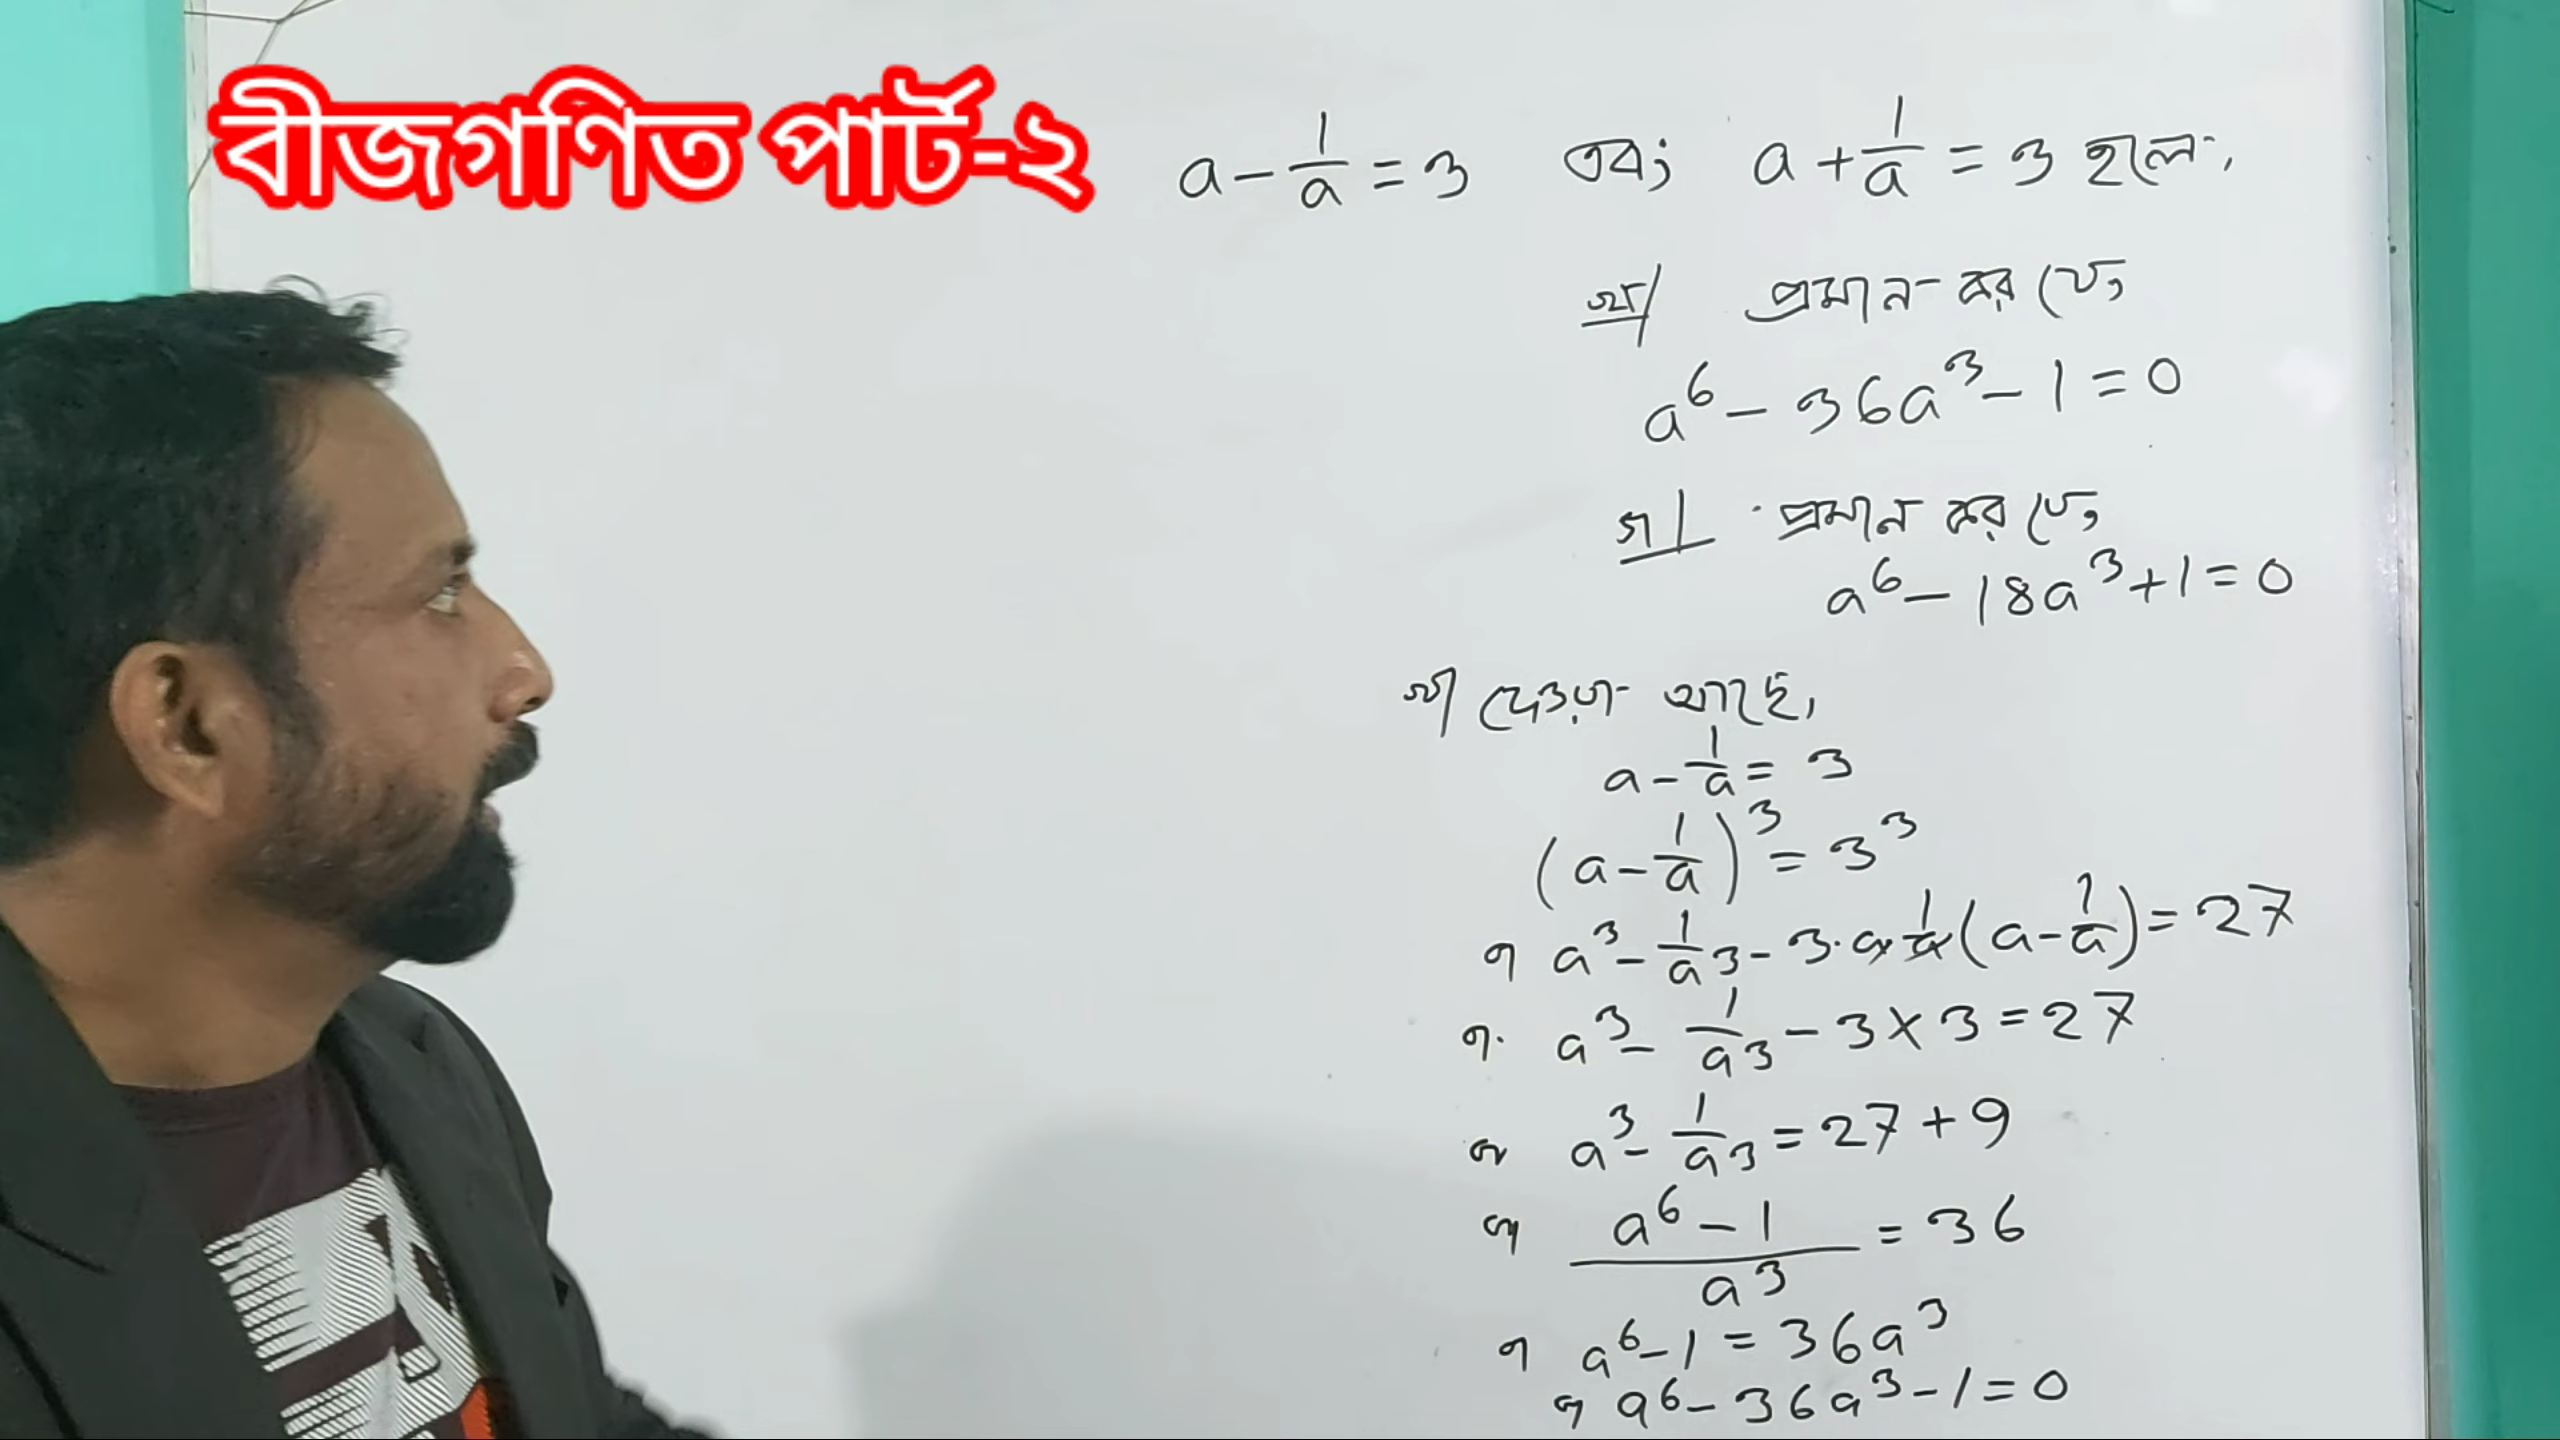 বীজগণিত পার্ট-২
a - 1/a = 3 এবং a + 1/a = 3 হলে,
খ/ প্রমান কর যে,
a⁶ - 36a³ - 1 = 0
গ/ প্রমান কর যে,
a⁶ - 18a³ + 1 = 0
খ/ দেওয়া আছে,
a - 1/a = 3
(a - 1/a)³ = 3³
বা a³ - 1/a³ - 3·a·1/a(a - 1/a) = 27
বা a³ - 1/a³ - 3 × 3 = 27
বা a³ - 1/a³ = 27 + 9
বা (a⁶ - 1)/a³ = 36
বা a⁶ - 1 = 36a³
বা a⁶ - 36a³ - 1 = 0